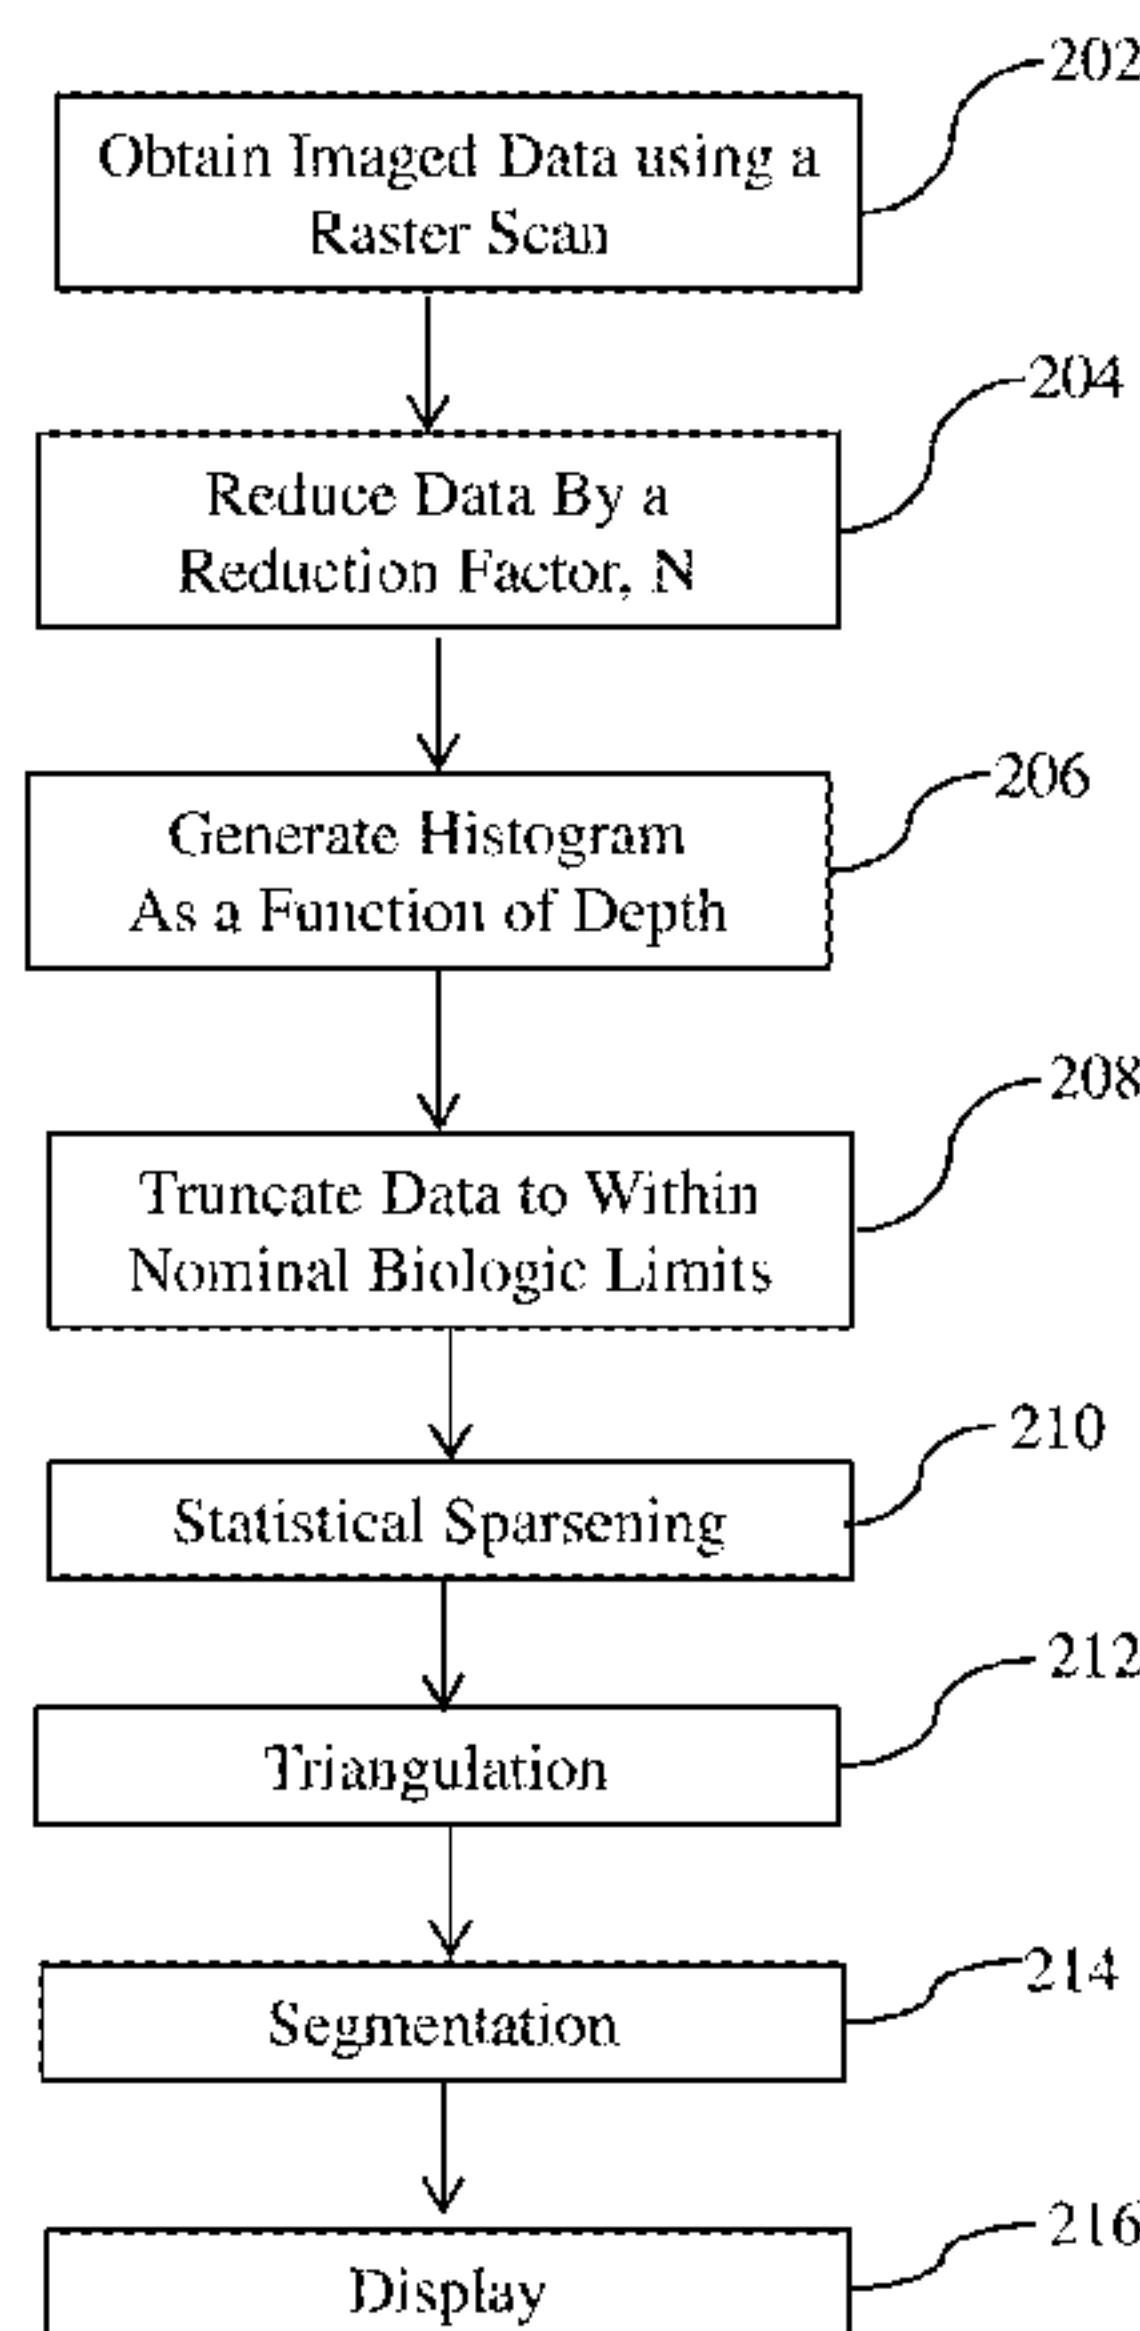 202
Obtain Imaged Data using a
Raster Scan
204
Reduce Data By a
Reduction Factor, N
206
Generate Histogram
As a Function of Depth
208
Truncate Data to Within
Nominal Biologic Limits
210
Statistical Sparsening
212
Triangulation
214
Segmentation
216
Display